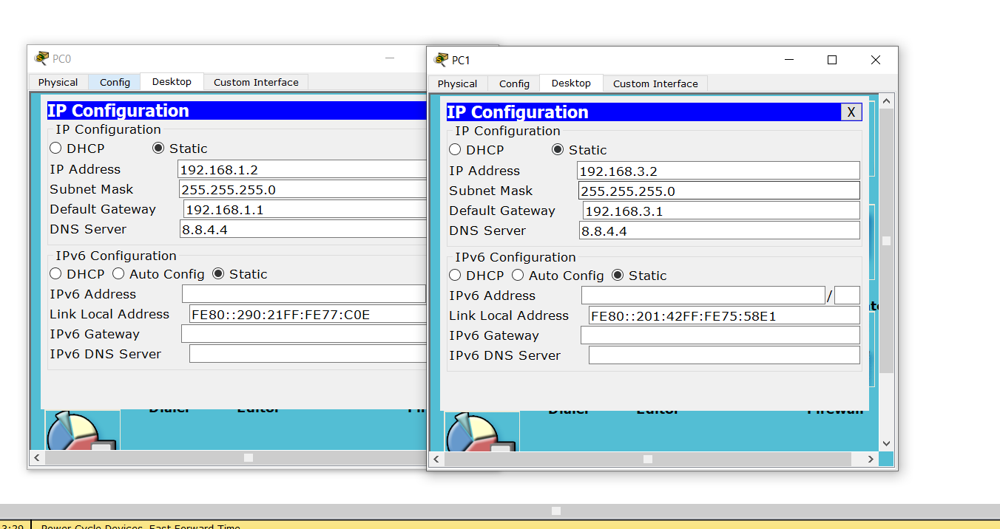 PC0
Physical Config Desktop Custom Interface
IP Configuration
IP Configuration
DHCP Static
IP Address 192.168.1.2
Subnet Mask 255.255.255.0
Default Gateway 192.168.1.1
DNS Server 8.8.4.4
IPv6 Configuration
DHCP Auto Config Static
IPv6 Address
Link Local Address FE80::290:21FF:FE77:C0E
IPv6 Gateway
IPv6 DNS Server
Dialer Editor
PC1
Physical Config Desktop Custom Interface
IP Configuration X
IP Configuration
DHCP Static
IP Address 192.168.3.2
Subnet Mask 255.255.255.0
Default Gateway 192.168.3.1
DNS Server 8.8.4.4
IPv6 Configuration
DHCP Auto Config Static
IPv6 Address /
Link Local Address FE80::201:42FF:FE75:58E1
IPv6 Gateway
IPv6 DNS Server
Dialer Editor Firewall
3:29 Power Cycle Devices Fast Forward Time